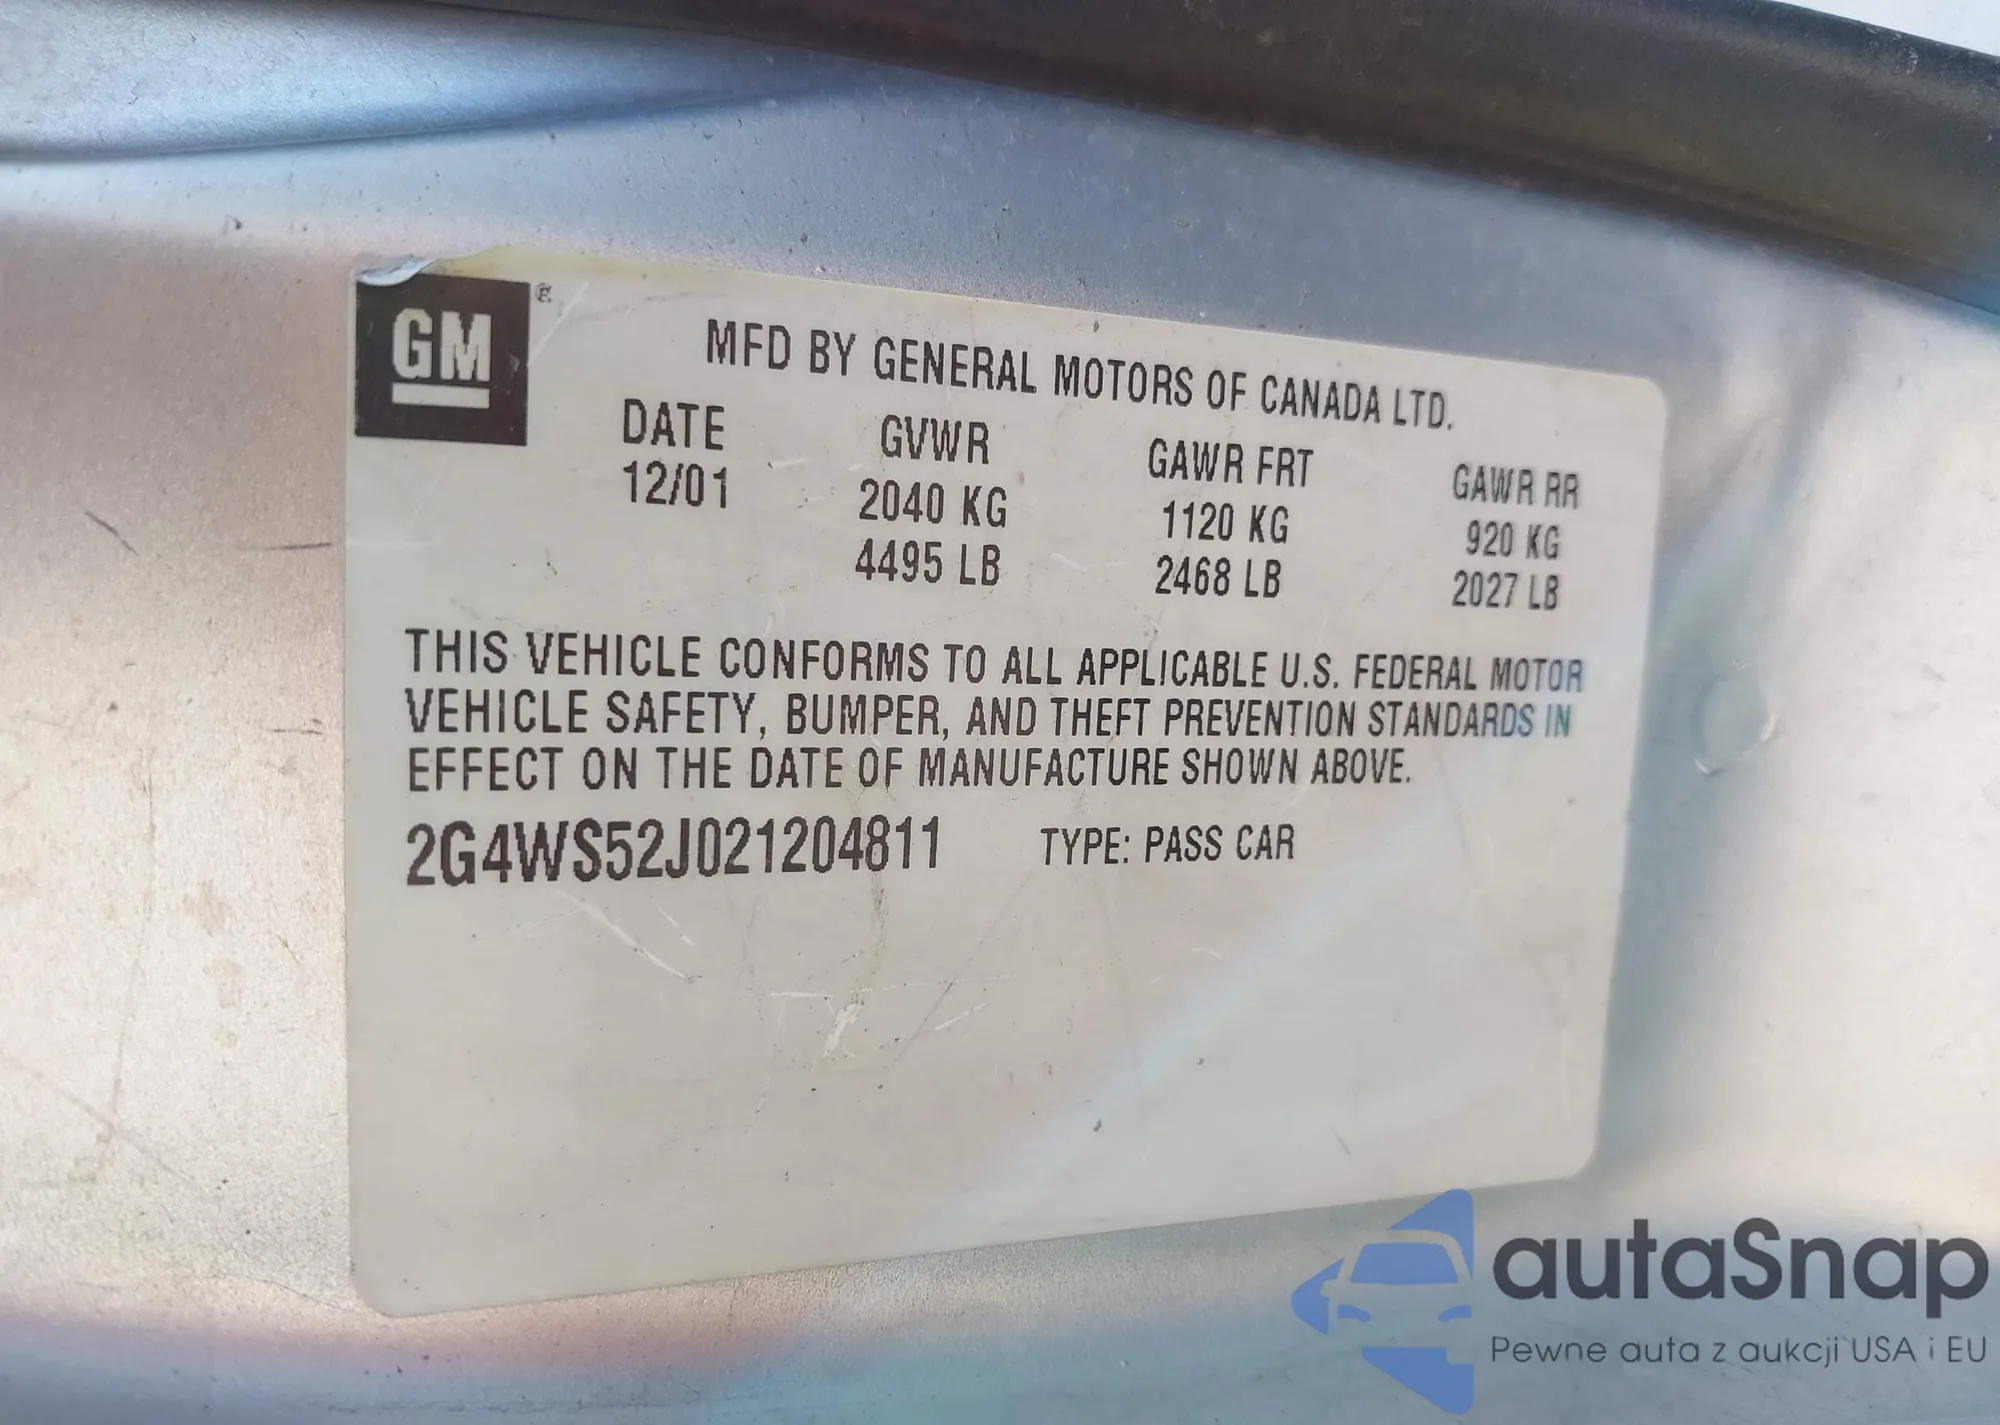 GM®
MFD BY GENERAL MOTORS OF CANADA LTD.
DATE GVWR GAWR FRT GAWR RR
12/01 2040 KG 1120 KG 920 KG
4495 LB 2468 LB 2027 LB
THIS VEHICLE CONFORMS TO ALL APPLICABLE U.S. FEDERAL MOTOR
VEHICLE SAFETY, BUMPER, AND THEFT PREVENTION STANDARDS IN
EFFECT ON THE DATE OF MANUFACTURE SHOWN ABOVE.
2G4WS52J021204811 TYPE: PASS CAR
autaSnap
Pewne auta z aukcji USA i EU